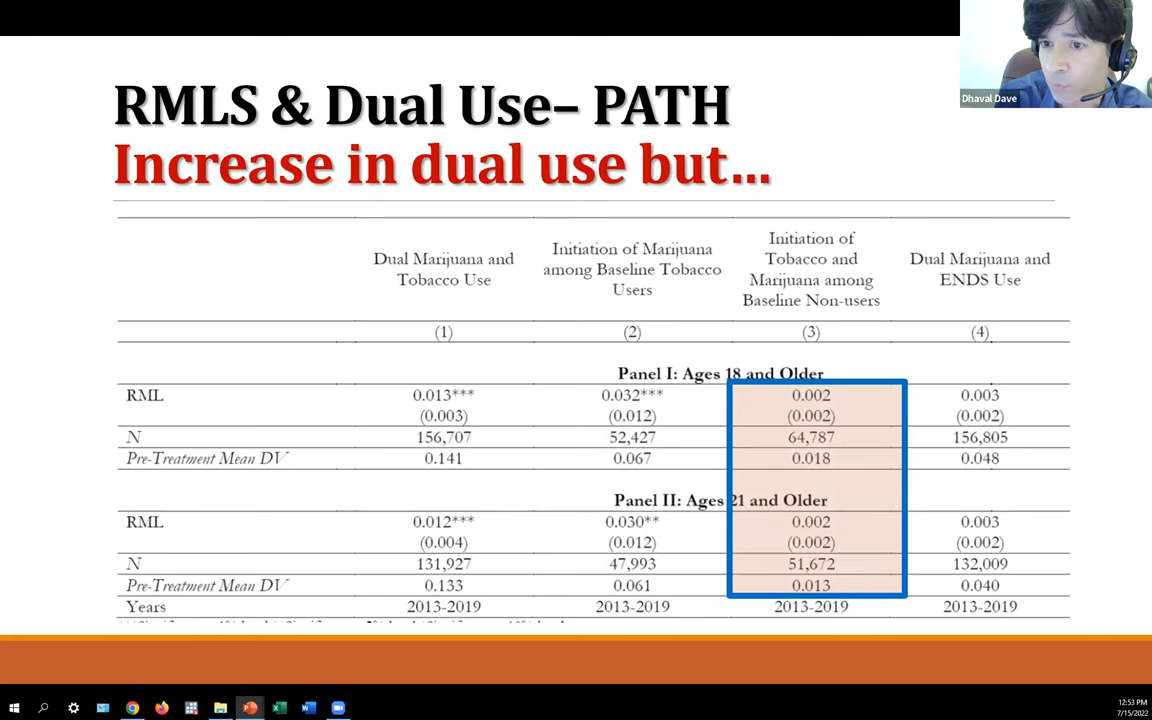 Dhaval Dave
RMLS & Dual Use– PATH
Increase in dual use but…
Dual Marijuana and Tobacco Use
Initiation of Marijuana among Baseline Tobacco Users
Initiation of Tobacco and Marijuana among Baseline Non-users
Dual Marijuana and ENDS Use
(1) (2) (3) (4)
Panel I: Ages 18 and Older
RML 0.013*** 0.032*** 0.002 0.003
(0.003) (0.012) (0.002) (0.002)
N 156,707 52,427 64,787 156,805
Pre-Treatment Mean DV 0.141 0.067 0.018 0.048
Panel II: Ages 21 and Older
RML 0.012*** 0.030** 0.002 0.003
(0.004) (0.012) (0.002) (0.002)
N 131,927 47,993 51,672 132,009
Pre-Treatment Mean DV 0.133 0.061 0.013 0.040
Years 2013-2019 2013-2019 2013-2019 2013-2019
12:53 PM
7/15/2022